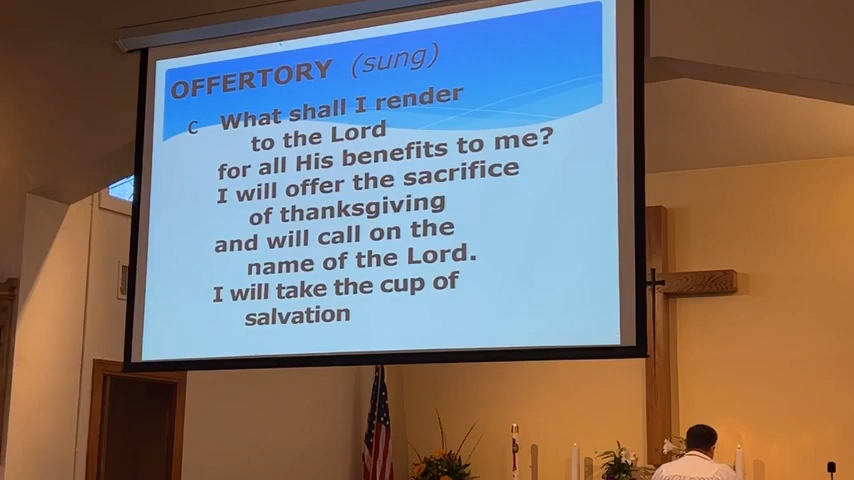 OFFERTORY (sung)
C What shall I render
to the Lord
for all His benefits to me?
I will offer the sacrifice
of thanksgiving
and will call on the
name of the Lord.
I will take the cup of
salvation